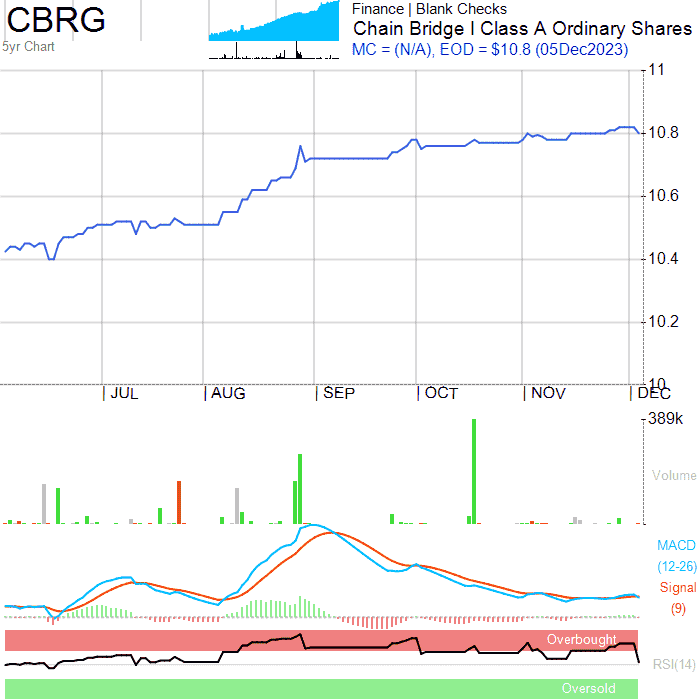 CBRG
5yr Chart
Finance | Blank Checks
Chain Bridge I Class A Ordinary Shares
MC = (N/A), EOD = $10.8 (05Dec2023)
11
10.8
10.6
10.4
10.2
10
JUL AUG SEP OCT NOV DEC
389k
Volume
MACD
(12-26)
Signal
(9)
Overbought
RSI(14)
Oversold